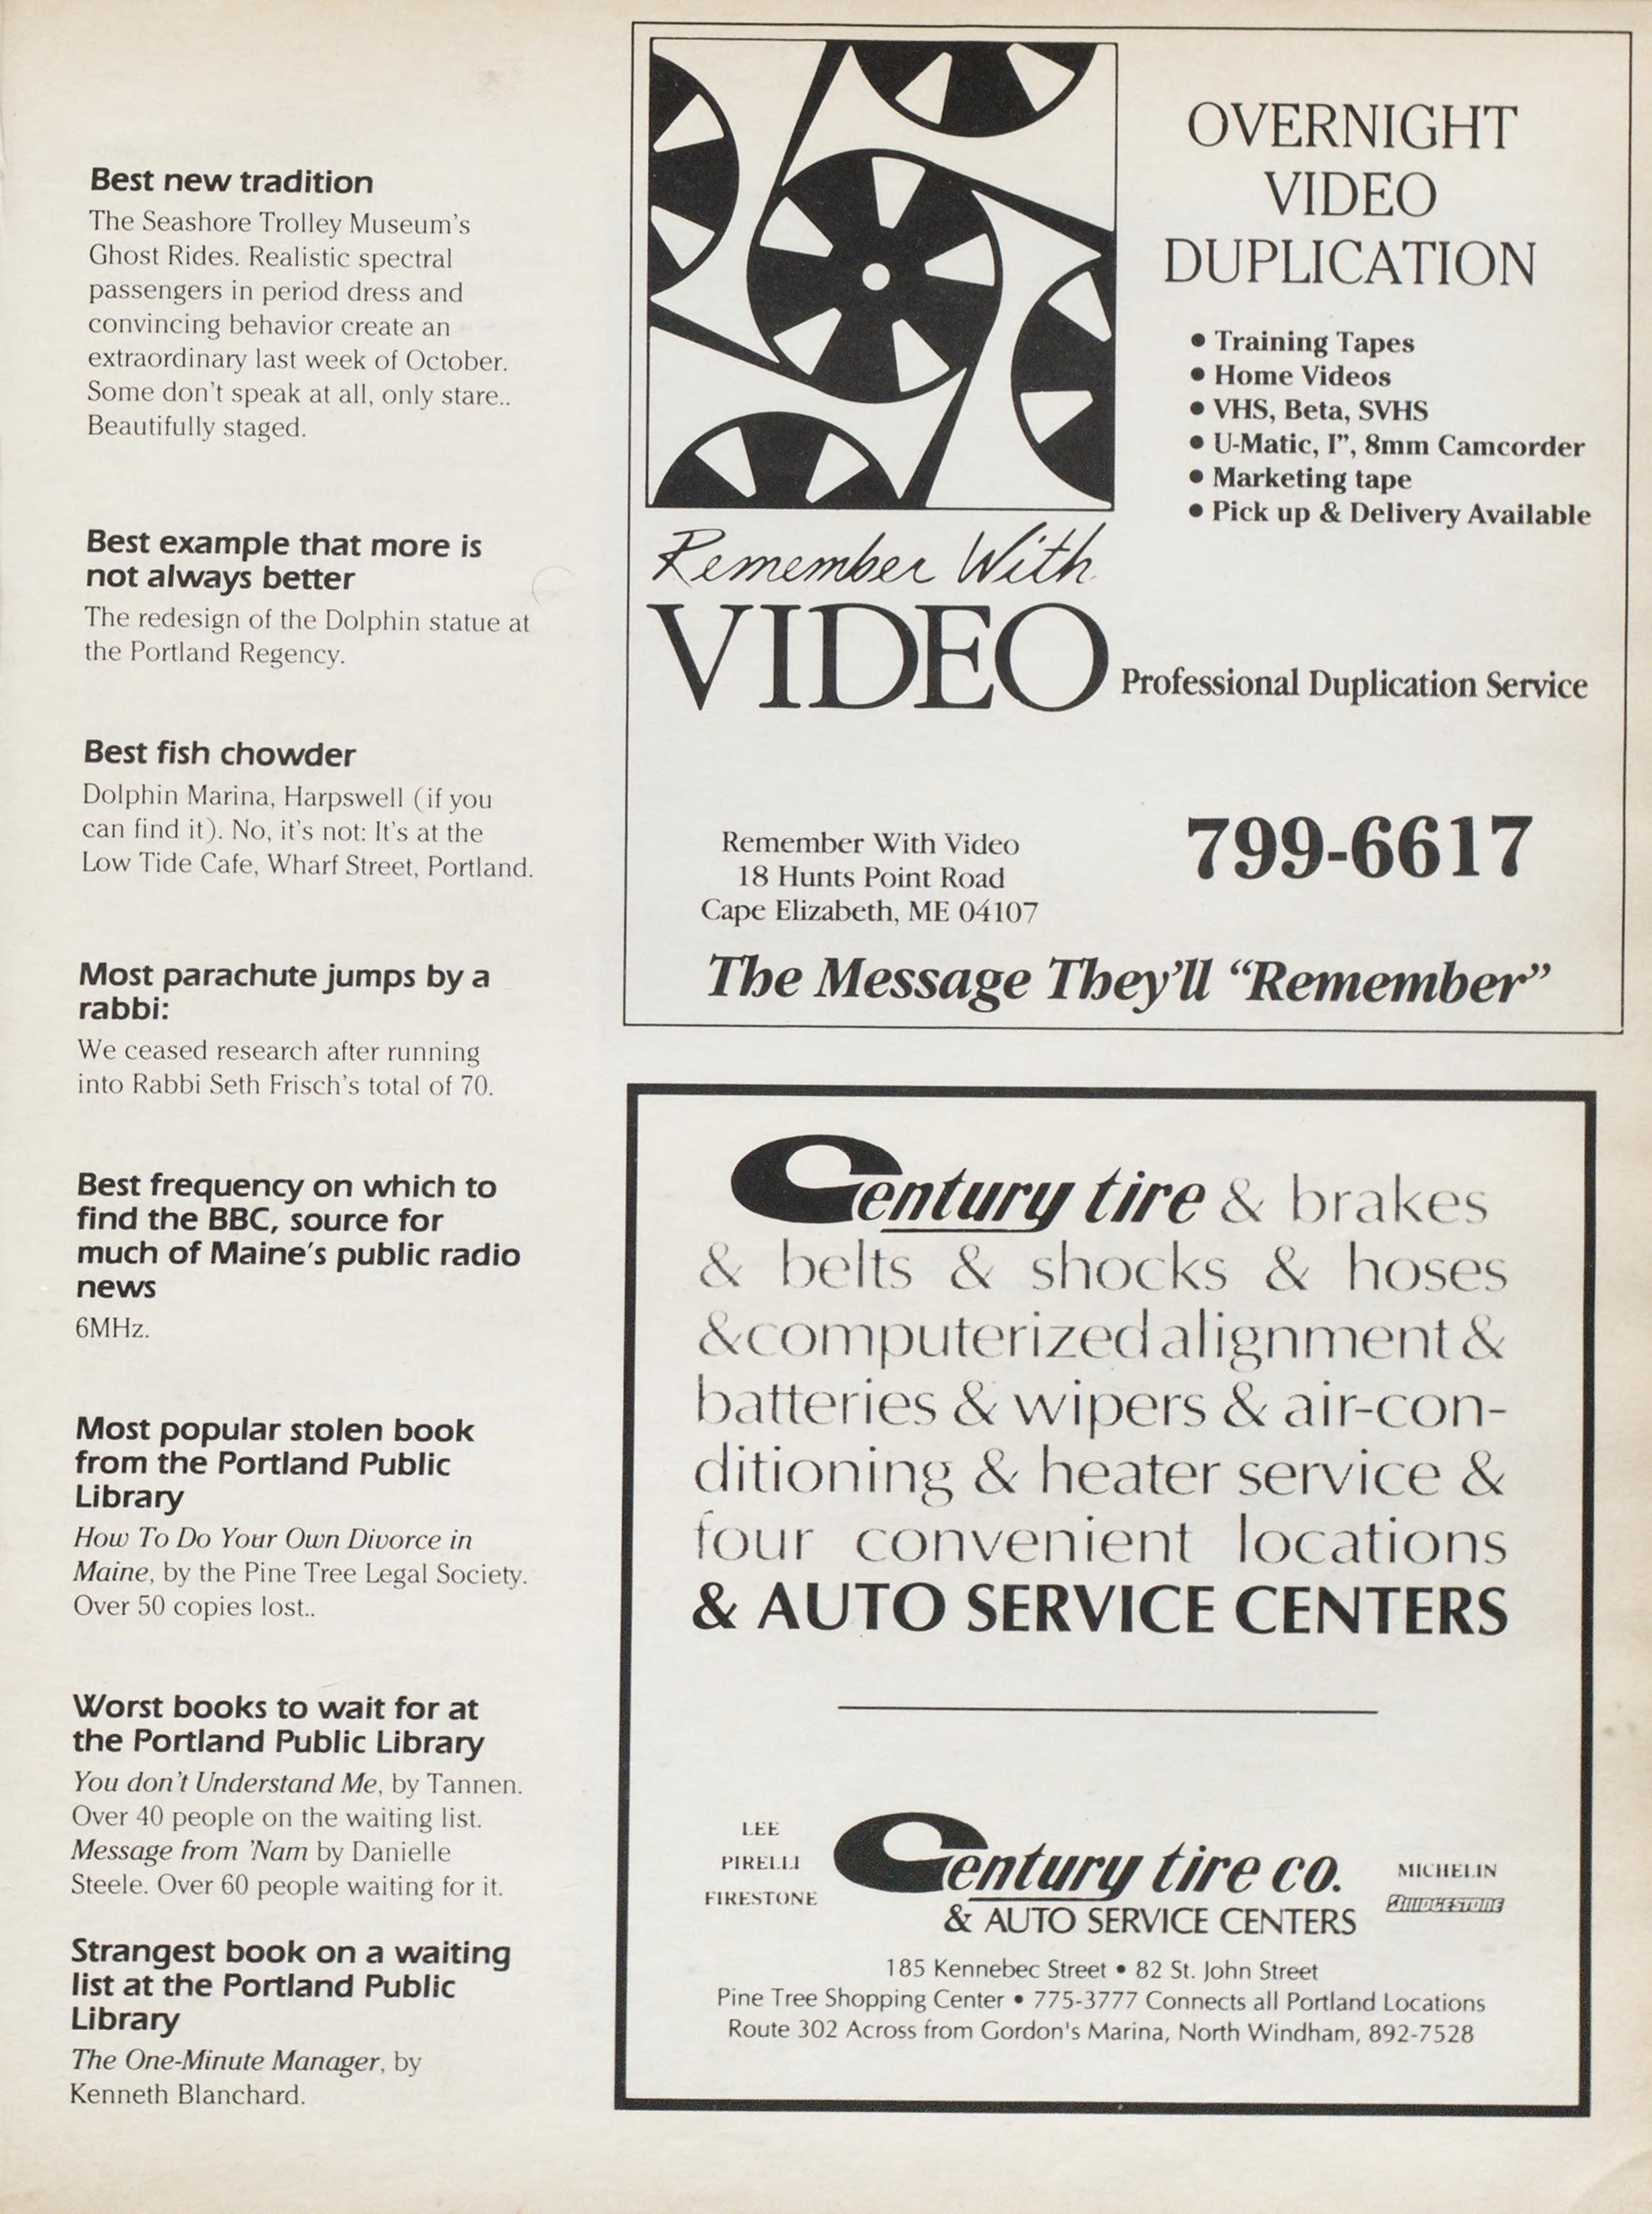 Best new tradition
The Seashore Trolley Museum's
Ghost Rides. Realistic spectral
passengers in period dress and
convincing behavior create an
extraordinary last week of October.
Some don't speak at all, only stare..
Beautifully staged.
Best example that more is
not always better
The redesign of the Dolphin statue at
the Portland Regency.
Best fish chowder
Dolphin Marina, Harpswell (if you
can find it). No, it's not: It's at the
Low Tide Cafe, Wharf Street, Portland.
Most parachute jumps by a
rabbi:
We ceased research after running
into Rabbi Seth Frisch's total of 70.
Best frequency on which to
find the BBC, source for
much of Maine's public radio
news
6MHz.
Most popular stolen book
from the Portland Public
Library
How To Do Your Own Divorce in
Maine, by the Pine Tree Legal Society.
Over 50 copies lost..
Worst books to wait for at
the Portland Public Library
You don't Understand Me, by Tannen.
Over 40 people on the waiting list.
Message from 'Nam by Danielle
Steele. Over 60 people waiting for it.
Strangest book on a waiting
list at the Portland Public
Library
The One-Minute Manager, by
Kenneth Blanchard.
OVERNIGHT
VIDEO
DUPLICATION
• Training Tapes
• Home Videos
• VHS, Beta, SVHS
• U-Matic, I”, 8mm Camcorder
• Marketing tape
• Pick up & Delivery Available
Remember With
VIDEO Professional Duplication Service
Remember With Video
18 Hunts Point Road
Cape Elizabeth, ME 04107
799-6617
The Message They'll “Remember”
Century tire & brakes
& belts & shocks & hoses
& computerized alignment &
batteries & wipers & air-con-
ditioning & heater service &
four convenient locations
& AUTO SERVICE CENTERS
LEE
PIRELLI
FIRESTONE
Century tire co.
& AUTO SERVICE CENTERS
MICHELIN
BRIDGESTONE
185 Kennebec Street • 82 St. John Street
Pine Tree Shopping Center • 775-3777 Connects all Portland Locations
Route 302 Across from Gordon's Marina, North Windham, 892-7528